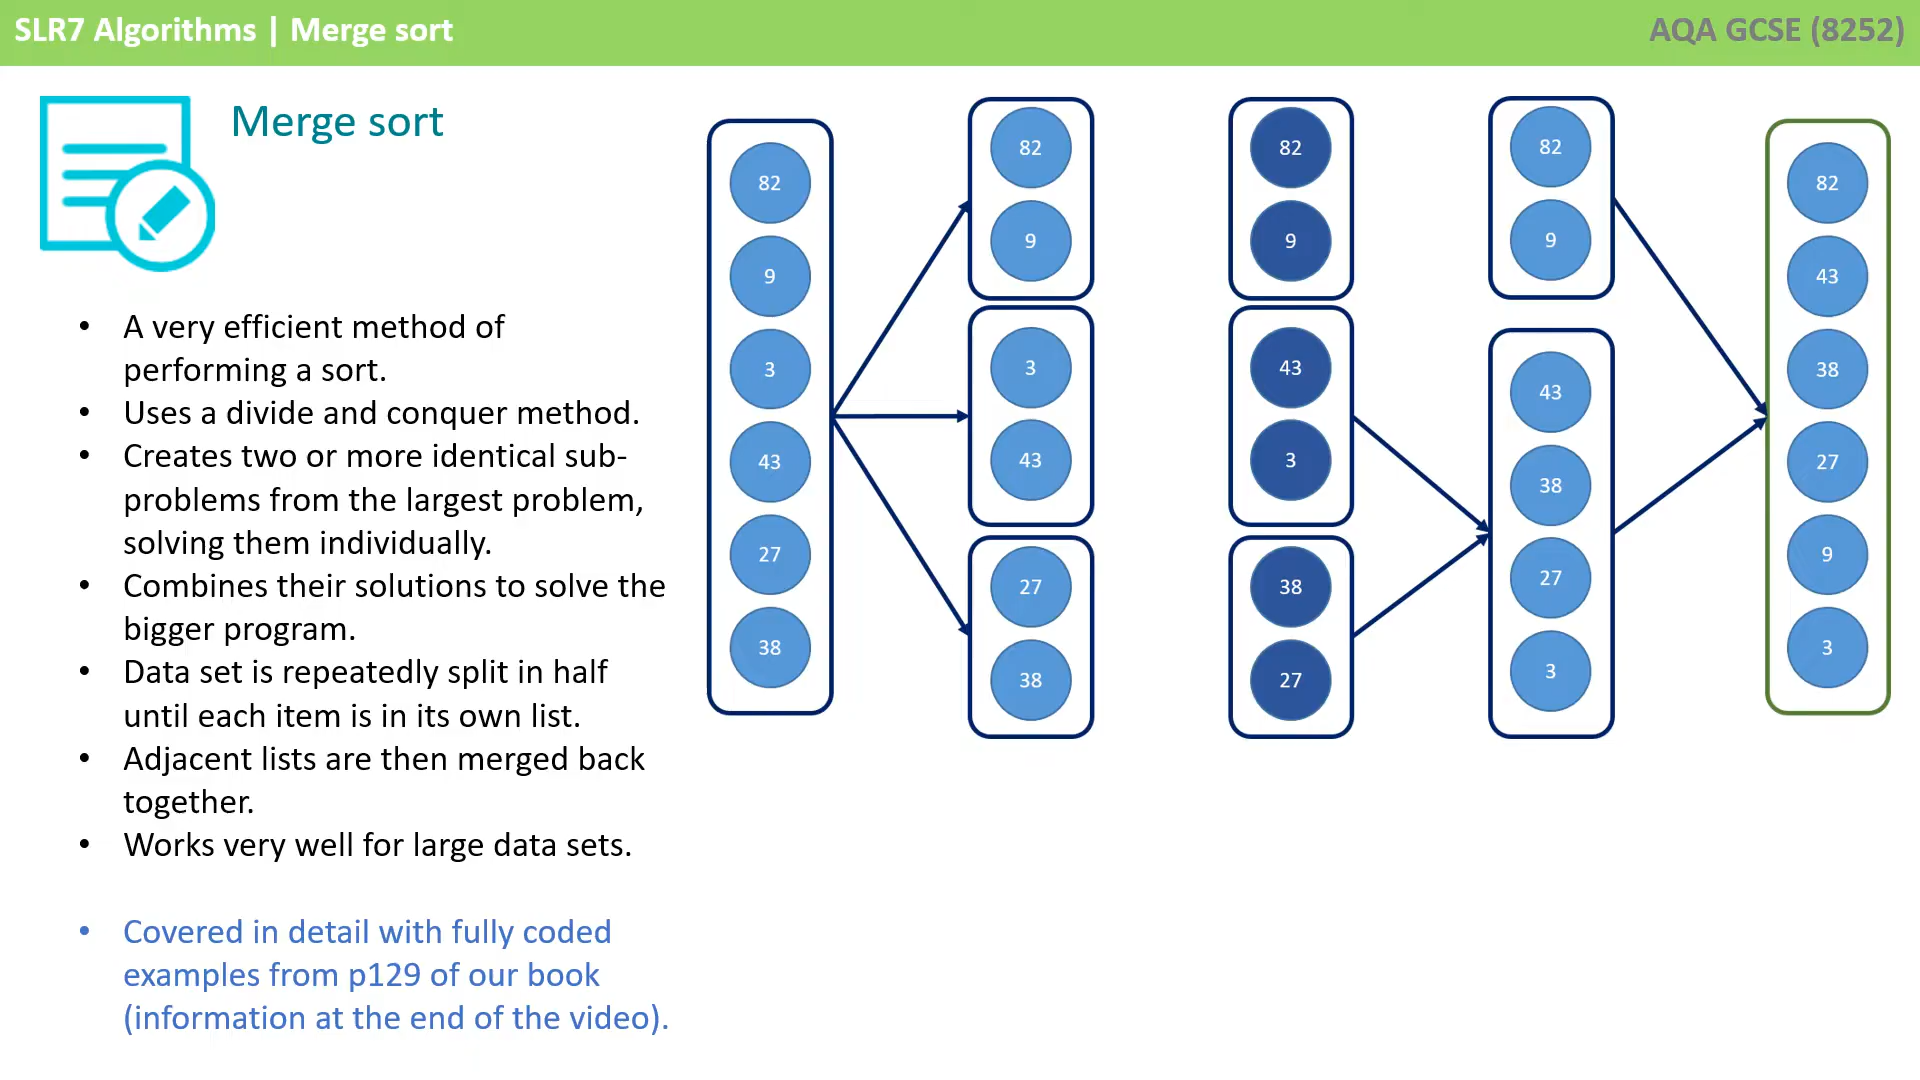 SLR7 Algorithms | Merge sort
AQA GCSE (8252)
Merge sort
• A very efficient method of
performing a sort.
• Uses a divide and conquer method.
• Creates two or more identical sub-
problems from the largest problem,
solving them individually.
• Combines their solutions to solve the
bigger program.
• Data set is repeatedly split in half
until each item is in its own list.
• Adjacent lists are then merged back
together.
• Works very well for large data sets.
• Covered in detail with fully coded
examples from p129 of our book
(information at the end of the video).
82
9
3
43
27
38
82
9
3
43
27
38
82
9
43
3
38
27
82
9
43
38
27
3
82
43
38
27
9
3